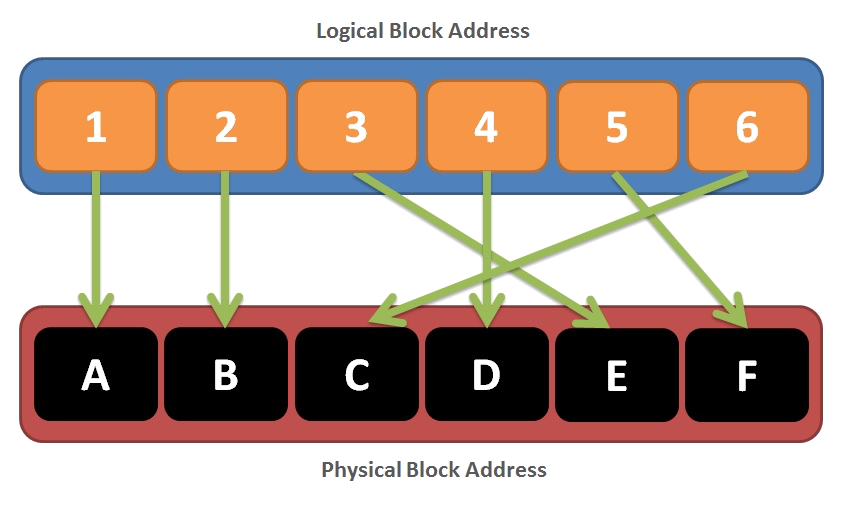 Logical Block Address
1 2 3 4 5 6
A B C D E F
Physical Block Address